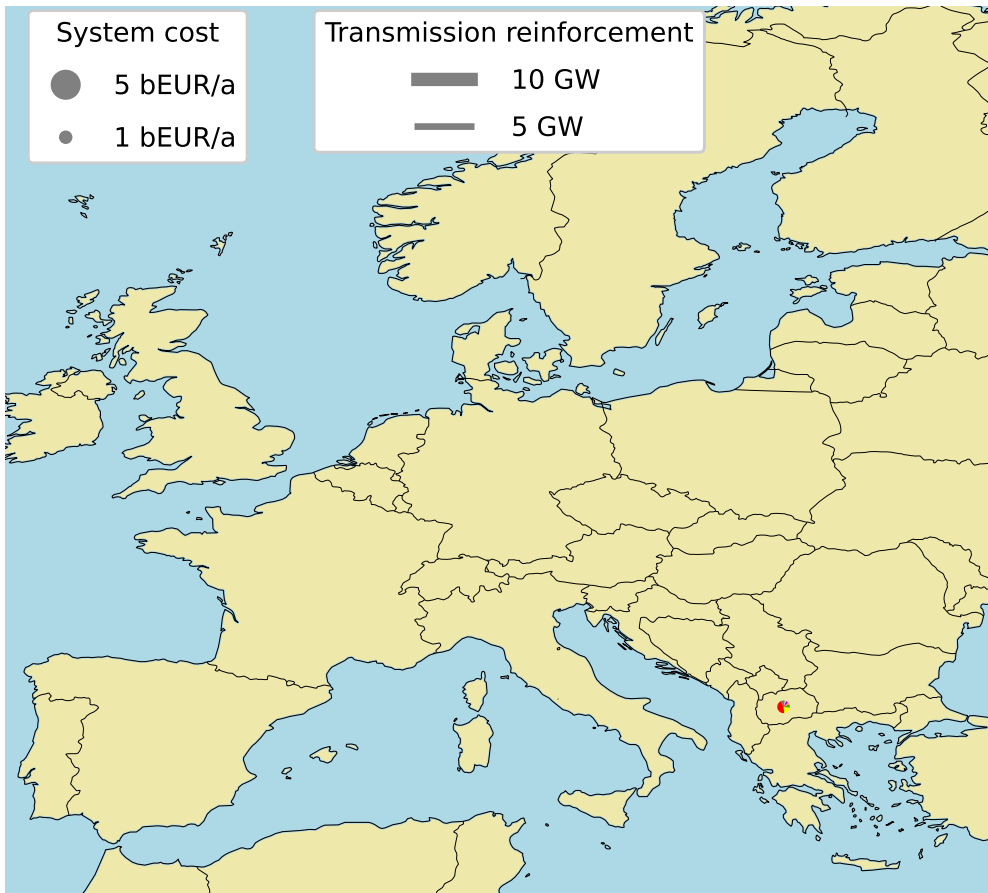 System cost
5 bEUR/a
1 bEUR/a
Transmission reinforcement
10 GW
5 GW